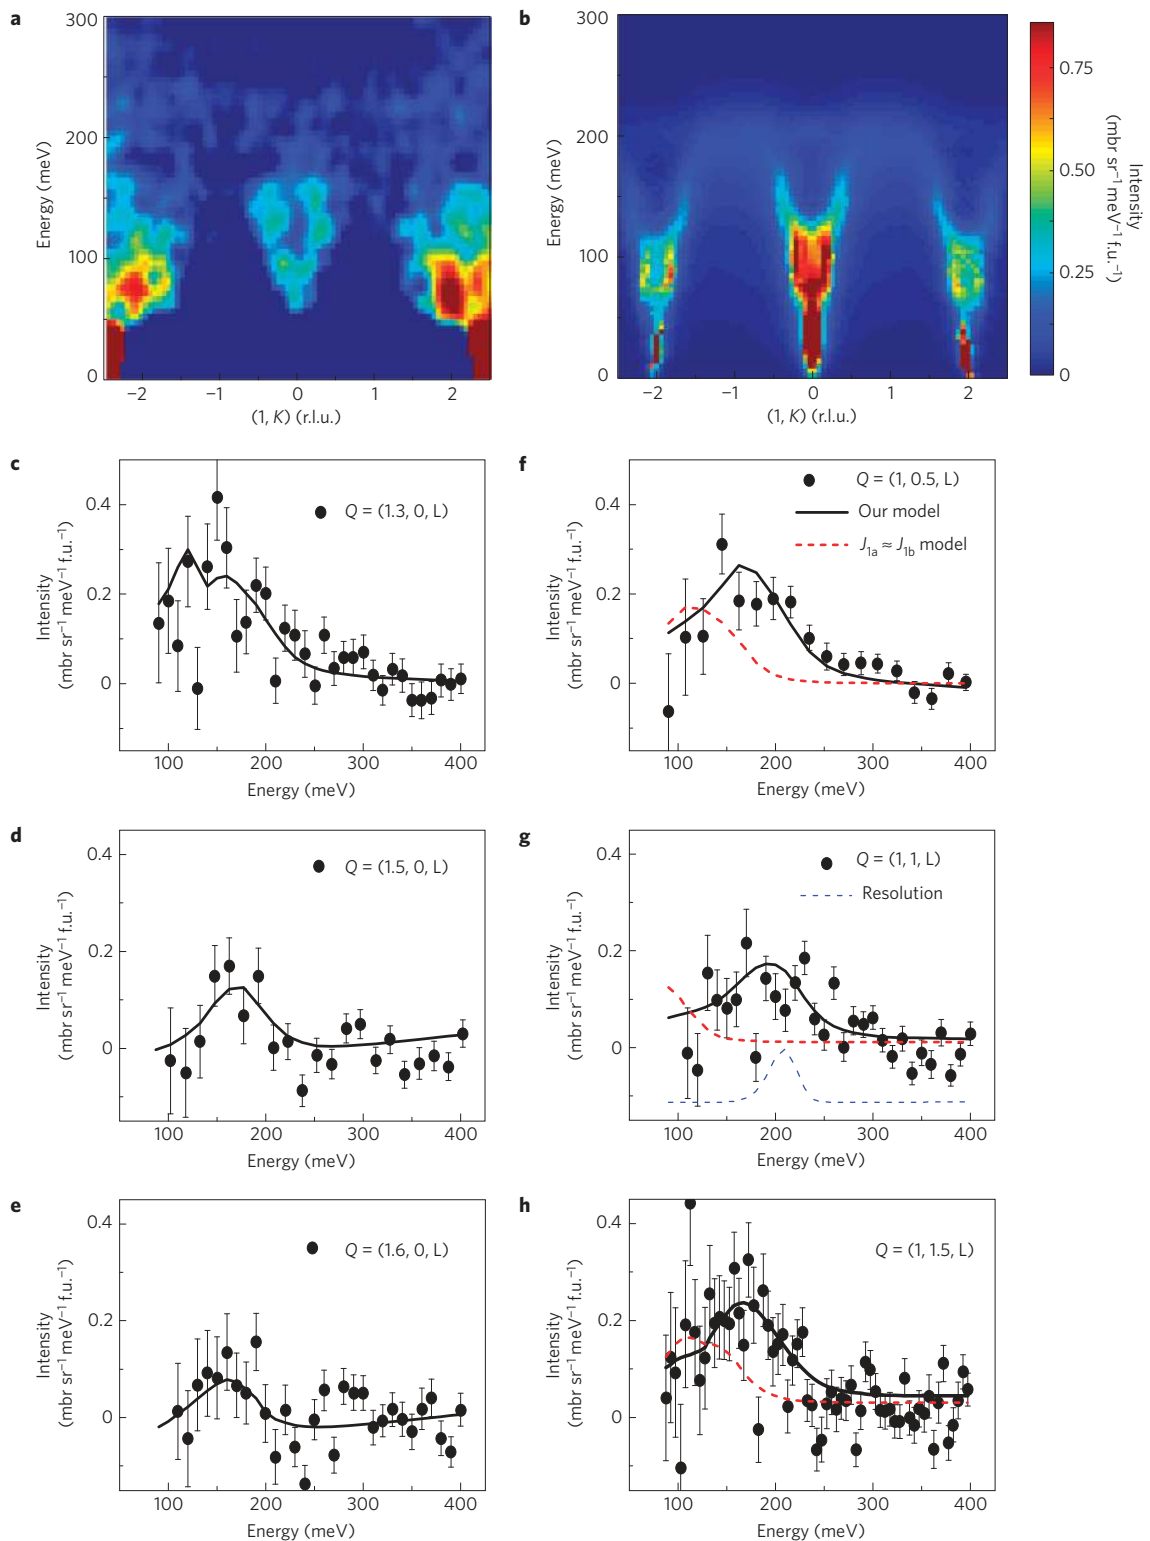 a
300
200
100
0
Energy (meV)
−2
−1
0
1
2
(1, K) (r.l.u.)
b
300
200
100
0
Energy (meV)
−2
−1
0
1
2
(1, K) (r.l.u.)
0.75
0.50
0.25
0
Intensity
(mbr sr⁻¹ meV⁻¹ f.u.⁻¹)
c
0.4
0.2
0
Intensity
(mbr sr⁻¹ meV⁻¹ f.u.⁻¹)
Q = (1.3, 0, L)
100
200
300
400
Energy (meV)
f
0.4
0.2
0
Intensity
(mbr sr⁻¹ meV⁻¹ f.u.⁻¹)
Q = (1, 0.5, L)
Our model
J₁ₐ ≈ J₁b model
100
200
300
400
Energy (meV)
d
0.4
0.2
0
Intensity
(mbr sr⁻¹ meV⁻¹ f.u.⁻¹)
Q = (1.5, 0, L)
100
200
300
400
Energy (meV)
g
0.4
0.2
0
Intensity
(mbr sr⁻¹ meV⁻¹ f.u.⁻¹)
Q = (1, 1, L)
Resolution
100
200
300
400
Energy (meV)
e
0.4
0.2
0
Intensity
(mbr sr⁻¹ meV⁻¹ f.u.⁻¹)
Q = (1.6, 0, L)
100
200
300
400
Energy (meV)
h
0.4
0.2
0
Intensity
(mbr sr⁻¹ meV⁻¹ f.u.⁻¹)
Q = (1, 1.5, L)
100
200
300
400
Energy (meV)